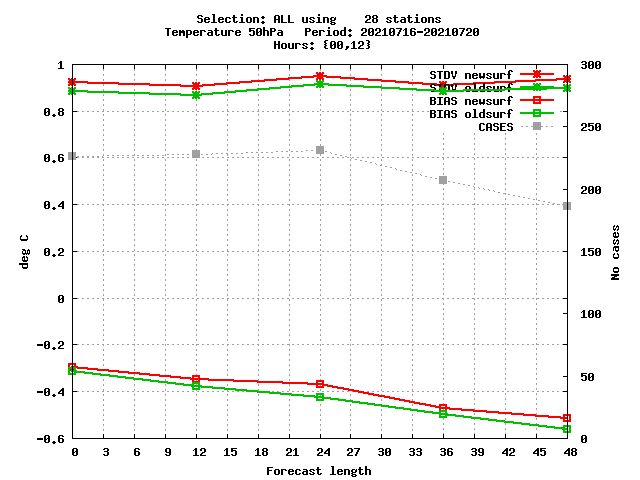 Selection: ALL using    28 stations
Temperature 50hPa   Period: 20210716-20210720
Hours: {00,12}
1
0.8
0.6
0.4
0.2
0
-0.2
-0.4
-0.6
deg C
STDV newsurf
STDV oldsurf
BIAS newsurf
BIAS oldsurf
CASES
300
250
200
150
100
50
0
No cases
0 3 6 9 12 15 18 21 24 27 30 33 36 39 42 45 48
Forecast length